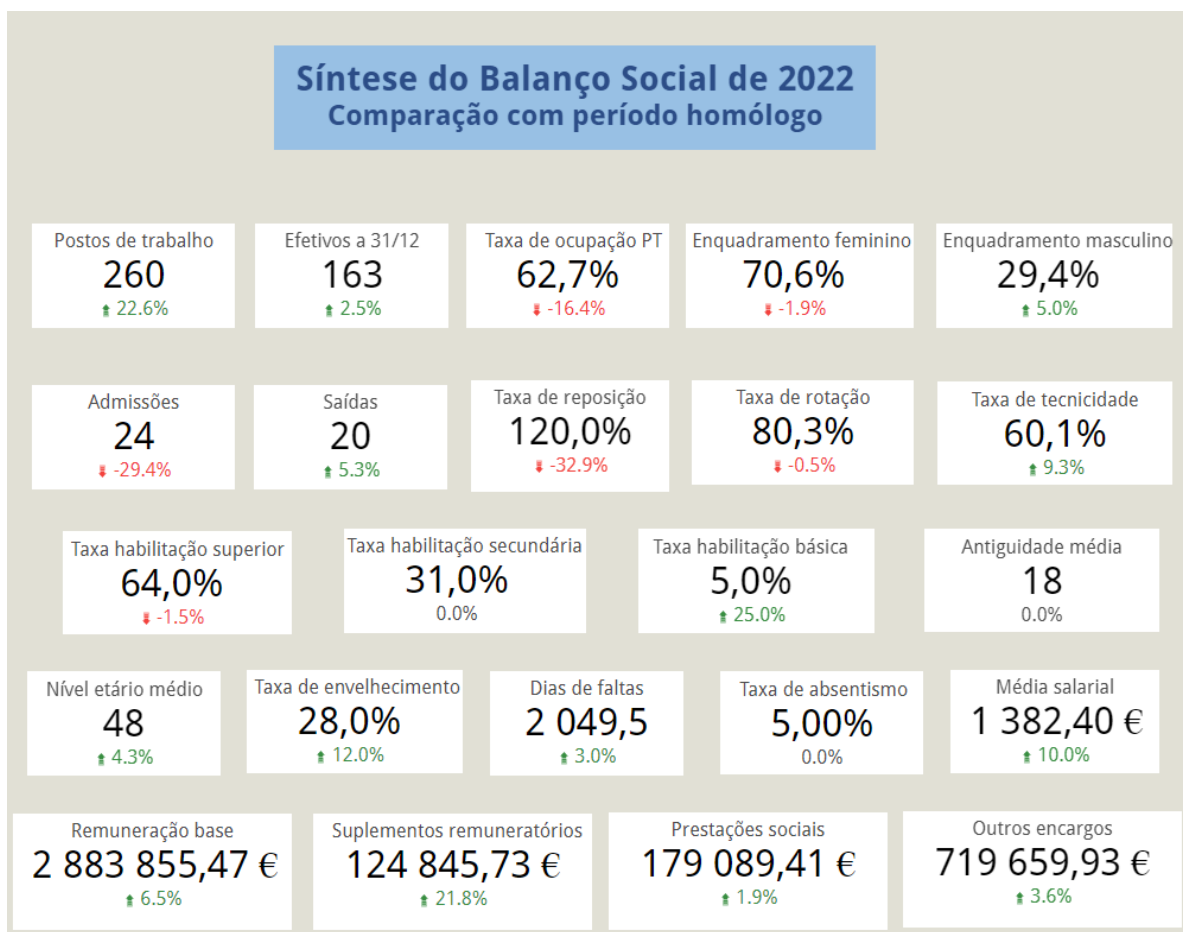 Síntese do Balanço Social de 2022
Comparação com período homólogo
Postos de trabalho
260
22.6%
Efetivos a 31/12
163
2.5%
Taxa de ocupação PT
62,7%
-16.4%
Enquadramento feminino
70,6%
-1.9%
Enquadramento masculino
29,4%
5.0%
Admissões
24
-29.4%
Saídas
20
5.3%
Taxa de reposição
120,0%
-32.9%
Taxa de rotação
80,3%
-0.5%
Taxa de tecnicidade
60,1%
9.3%
Taxa habilitação superior
64,0%
-1.5%
Taxa habilitação secundária
31,0%
0.0%
Taxa habilitação básica
5,0%
25.0%
Antiguidade média
18
0.0%
Nível etário médio
48
4.3%
Taxa de envelhecimento
28,0%
12.0%
Dias de faltas
2 049,5
3.0%
Taxa de absentismo
5,00%
0.0%
Média salarial
1 382,40 €
10.0%
Remuneração base
2 883 855,47 €
6.5%
Suplementos remuneratórios
124 845,73 €
21.8%
Prestações sociais
179 089,41 €
1.9%
Outros encargos
719 659,93 €
3.6%